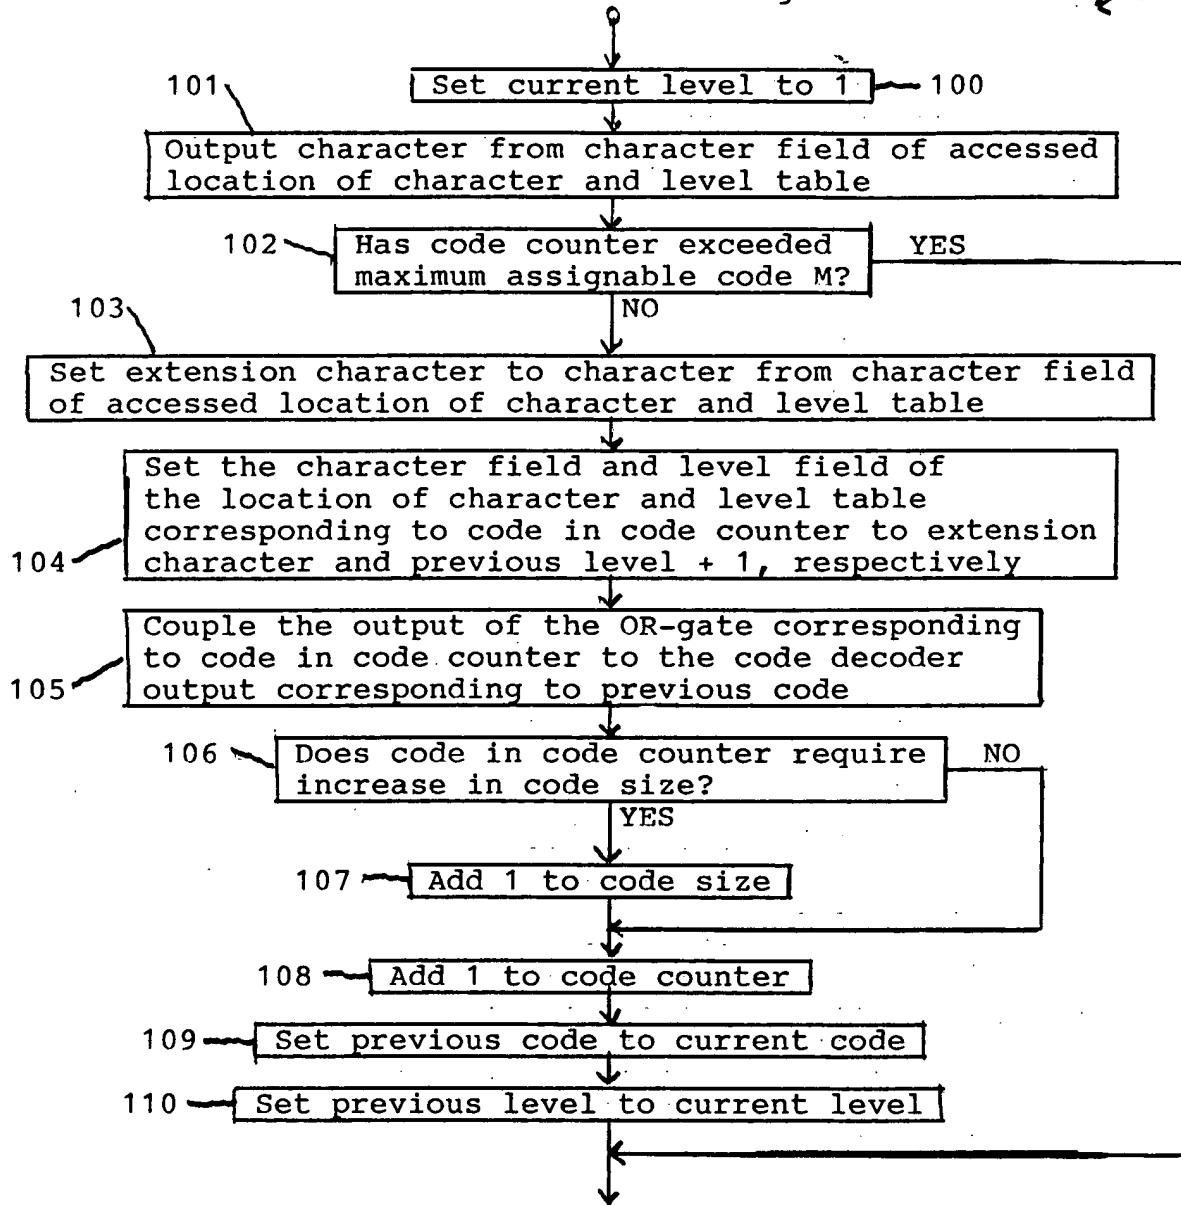 Set current level to 1
100
101
Output character from character field of accessed
location of character and level table
102
Has code counter exceeded
maximum assignable code M?
YES
NO
103
Set extension character to character from character field
of accessed location of character and level table
Set the character field and level field of
the location of character and level table
corresponding to code in code counter to extension
character and previous level + 1, respectively
104
Couple the output of the OR-gate corresponding
to code in code counter to the code decoder
output corresponding to previous code
105
106
Does code in code counter require
increase in code size?
NO
YES
107
Add 1 to code size
108
Add 1 to code counter
109
Set previous code to current code
110
Set previous level to current level